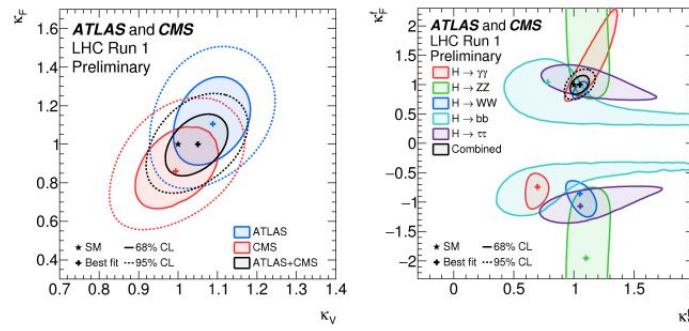 κF
ATLAS and CMS
LHC Run 1
Preliminary
1.6
1.4
1.2
1
0.8
0.6
0.4
★ SM — 68% CL
+ Best fit ···· 95% CL
ATLAS
CMS
ATLAS+CMS
0.7 0.8 0.9 1 1.1 1.2 1.3 1.4
κV
κfF
ATLAS and CMS
LHC Run 1
Preliminary
H → γγ
H → ZZ
H → WW
H → bb
H → ττ
Combined
2
1.5
1
0.5
0
−0.5
−1
−1.5
−2
★ SM — 68% CL
+ Best fit ···· 95% CL
0 0.5 1 1.5